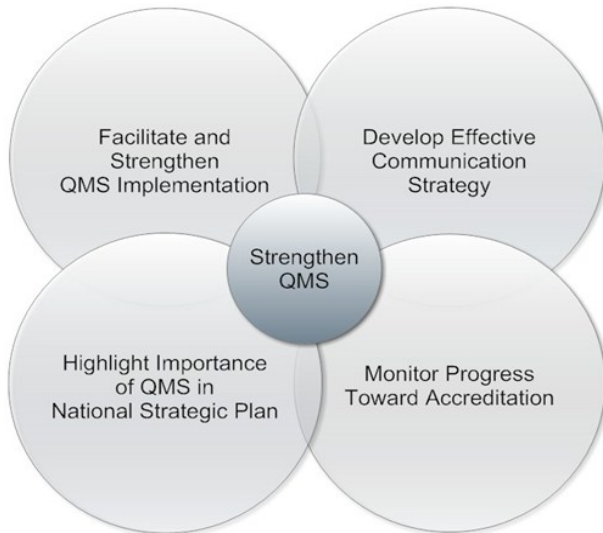 Facilitate and
Strengthen
QMS Implementation
Develop Effective
Communication
Strategy
Strengthen
QMS
Highlight Importance
of QMS in
National Strategic Plan
Monitor Progress
Toward Accreditation